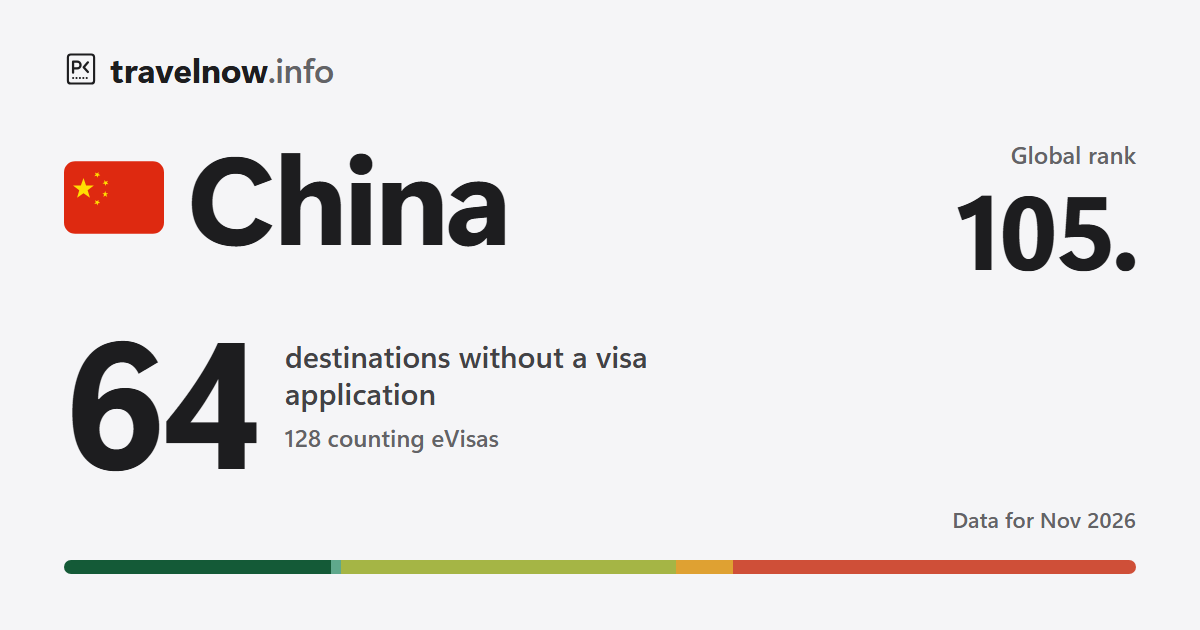 travelnow.info
China
Global rank
105.
64
destinations without a visa
application
128 counting eVisas
Data for Nov 2026